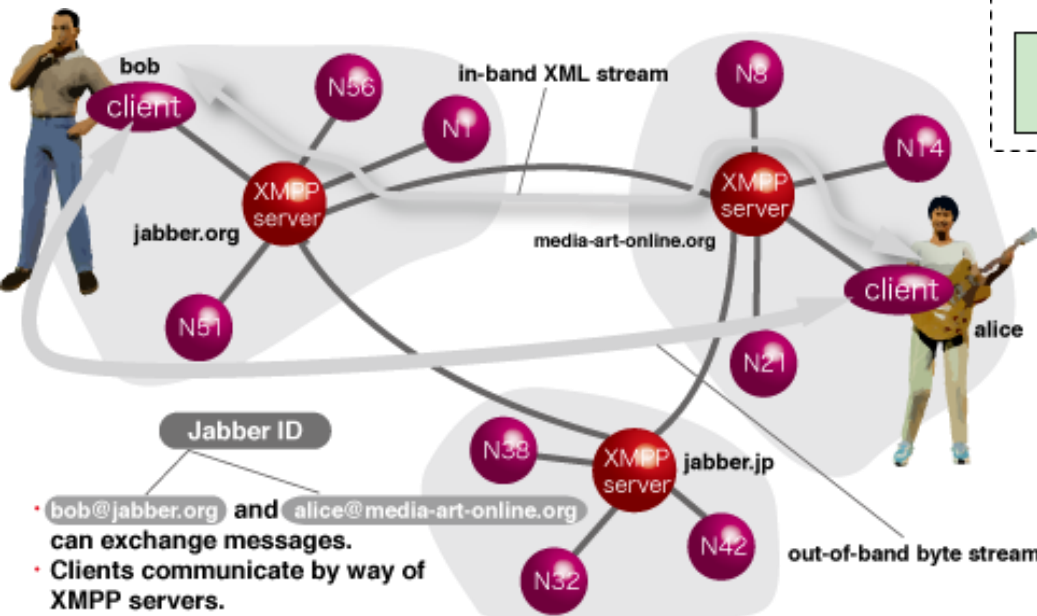 bob
client
N56
N1
in-band XML stream
N8
N14
XMPP
server
jabber.org
XMPP
server
media-art-online.org
client
alice
N51
N21
Jabber ID
N38
XMPP
server
jabber.jp
· bob@jabber.org and alice@media-art-online.org
can exchange messages.
· Clients communicate by way of
XMPP servers.
N42
N32
out-of-band byte stream